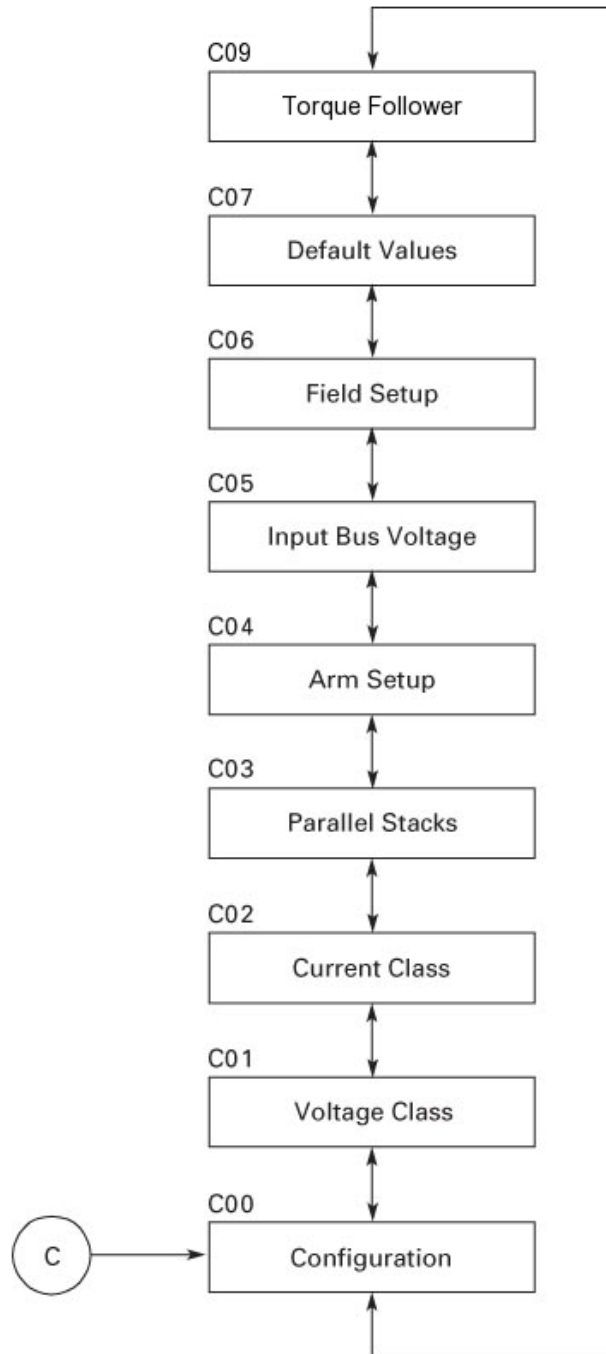 C09
Torque Follower
C07
Default Values
C06
Field Setup
C05
Input Bus Voltage
C04
Arm Setup
C03
Parallel Stacks
C02
Current Class
C01
Voltage Class
C00
C
Configuration